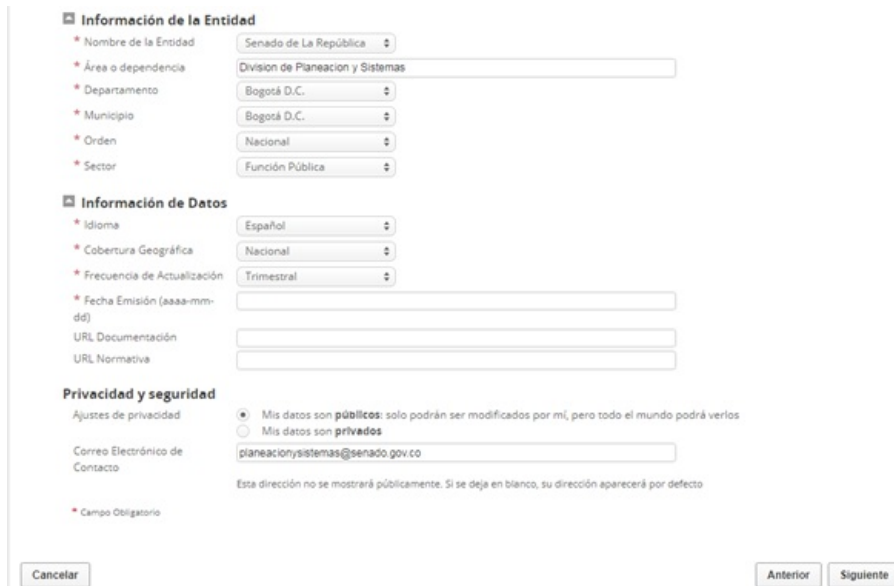 Información de la Entidad
* Nombre de la Entidad Senado de La República
* Área o dependencia Division de Planeacion y Sistemas
* Departamento Bogotá D.C.
* Municipio Bogotá D.C.
* Orden Nacional
* Sector Función Pública
Información de Datos
* Idioma Español
* Cobertura Geográfica Nacional
* Frecuencia de Actualización Trimestral
* Fecha Emisión (aaaa-mm-
dd)
URL Documentación
URL Normativa
Privacidad y seguridad
Ajustes de privacidad Mis datos son públicos: solo podrán ser modificados por mí, pero todo el mundo podrá verlos
Mis datos son privados
Correo Electrónico de planeacionysistemas@senado.gov.co
Contacto
Esta dirección no se mostrará públicamente. Si se deja en blanco, su dirección aparecerá por defecto
* Campo Obligatorio
Cancelar Anterior Siguiente